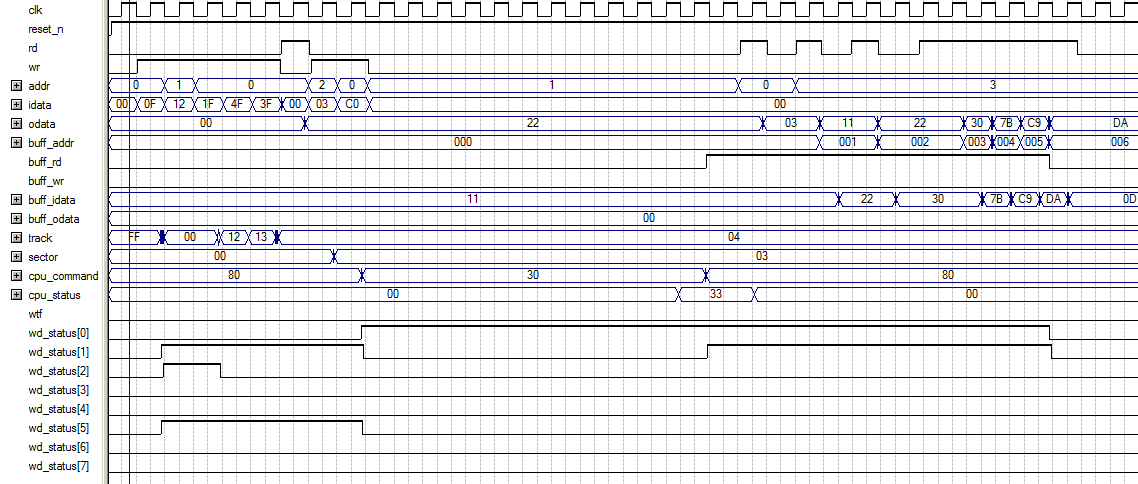 clk
reset_n
rd
wr
addr 0 1 0 2 0 1 0 3
idata 00 0F 12 1F 4F 3F 00 03 C0 00
odata 00 22 03 11 22 30 7B C9 DA
buff_addr 000 001 002 003 004 005 006
buff_rd
buff_wr
buff_idata 11 22 30 7B C9 DA 0D
buff_odata 00
track FF 00 12 13 04
sector 00 03
cpu_command 80 30 80
cpu_status 00 33 00
wtf
wd_status[0]
wd_status[1]
wd_status[2]
wd_status[3]
wd_status[4]
wd_status[5]
wd_status[6]
wd_status[7]